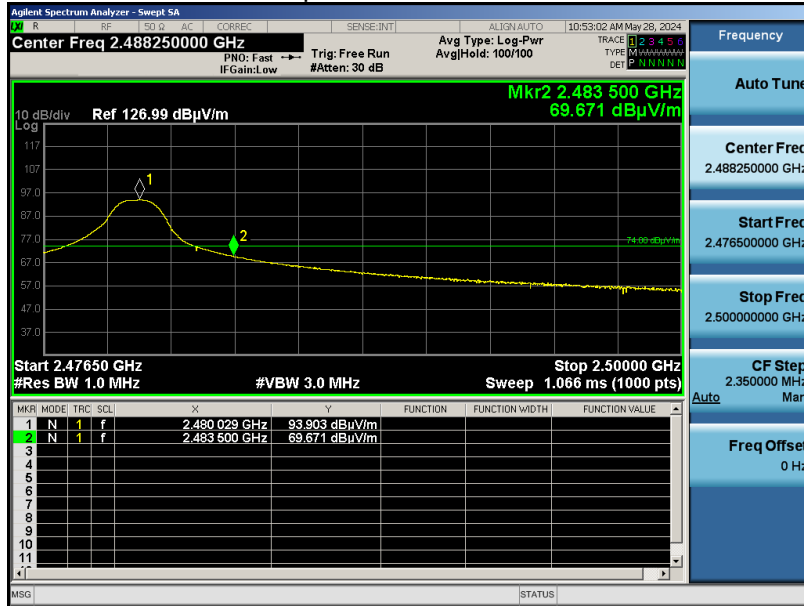 Agilent Spectrum Analyzer - Swept SA
LXI R RF 50 Ω AC CORREC SENSE:INT ALIGN AUTO 10:53:02 AM May 28, 2024
Center Freq 2.488250000 GHz
PNO: Fast
IFGain:Low
Trig: Free Run
#Atten: 30 dB
Avg Type: Log-Pwr
Avg|Hold: 100/100
TRACE 1 2 3 4 5 6
TYPE M
DET P N N N N N
Mkr2 2.483 500 GHz
69.671 dBµV/m
10 dB/div Ref 126.99 dBµV/m
Log
117
107
97.0
87.0
77.0
67.0
57.0
47.0
37.0
1
2
74.00 dBµV/m
Start 2.47650 GHz Stop 2.50000 GHz
#Res BW 1.0 MHz #VBW 3.0 MHz Sweep 1.066 ms (1000 pts)
MKR MODE TRC SCL X Y FUNCTION FUNCTION WIDTH FUNCTION VALUE
1 N 1 f 2.480 029 GHz 93.903 dBµV/m
2 N 1 f 2.483 500 GHz 69.671 dBµV/m
3
4
5
6
7
8
9
10
11
MSG STATUS
Frequency
Auto Tune
Center Freq
2.488250000 GHz
Start Freq
2.476500000 GHz
Stop Freq
2.500000000 GHz
CF Step
2.350000 MHz
Auto Man
Freq Offset
0 Hz